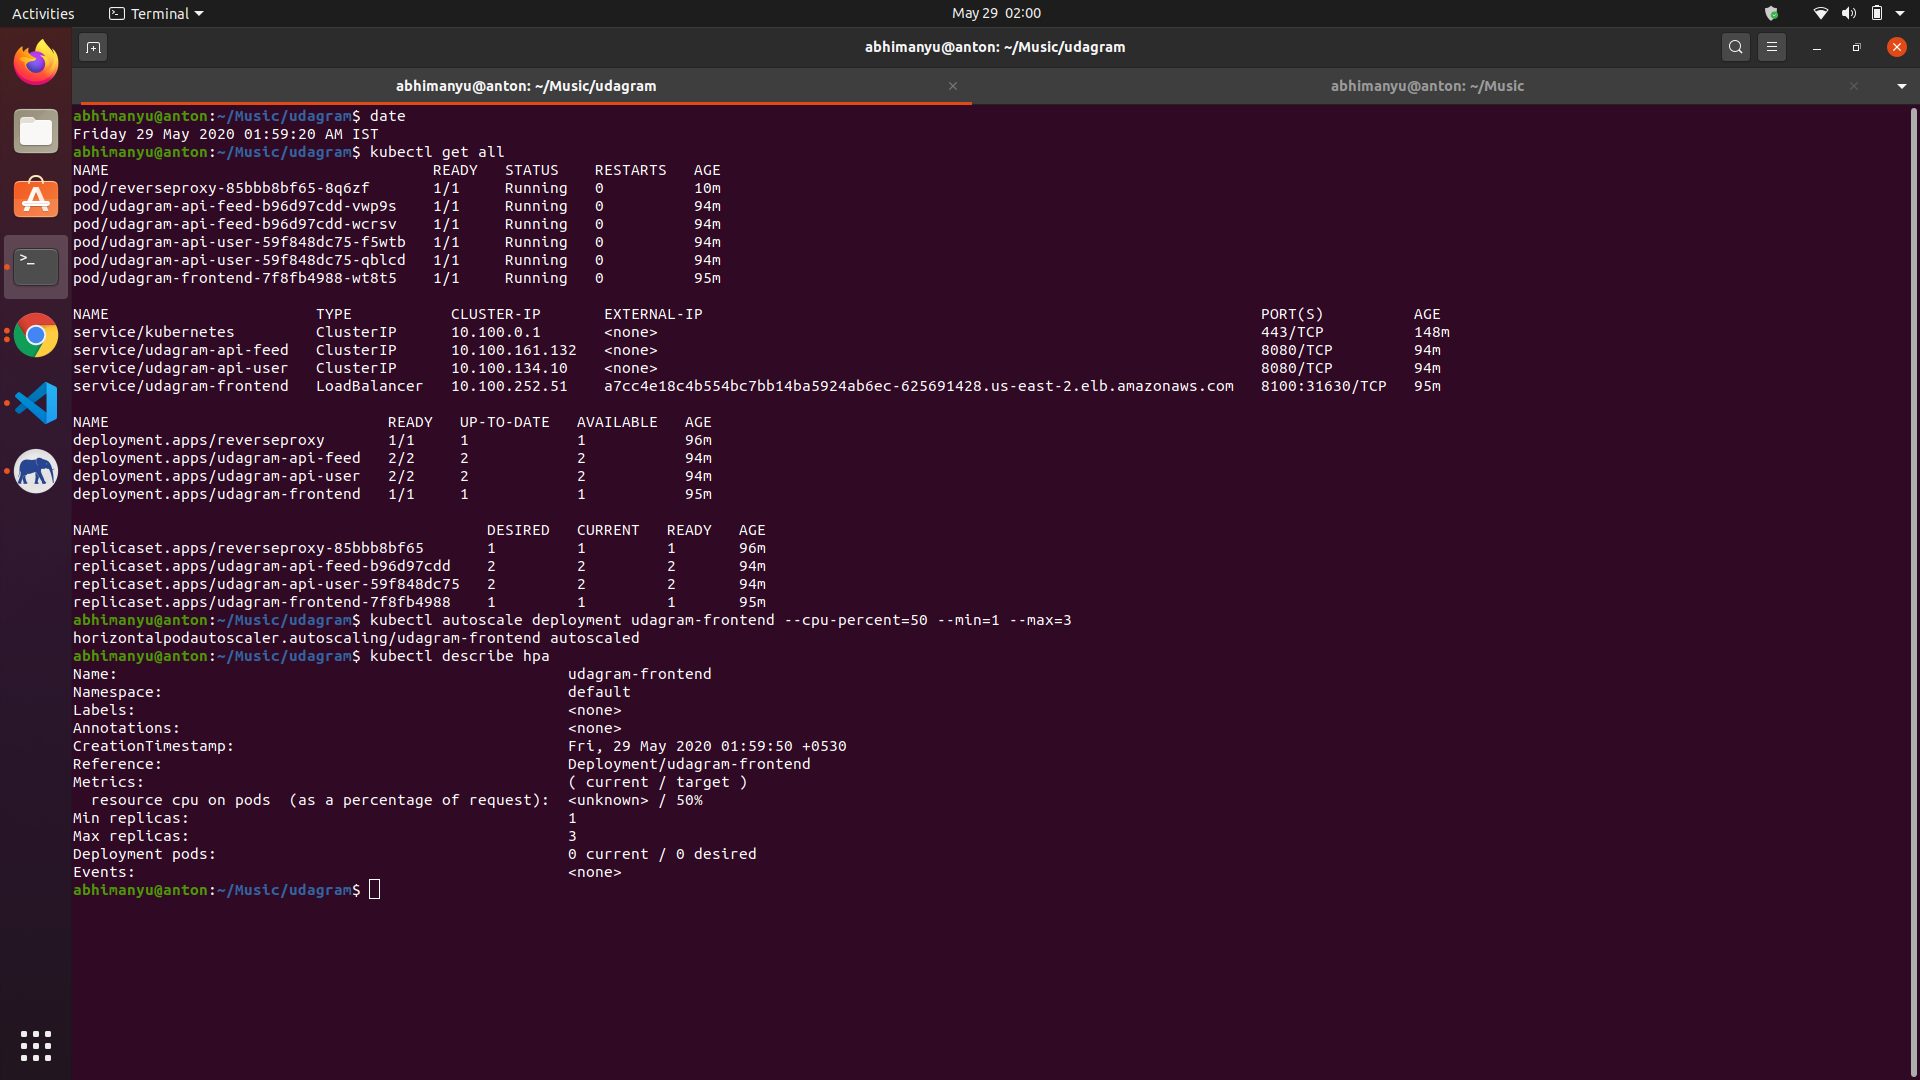 Activities Terminal May 29 02:00
abhimanyu@anton: ~/Music/udagram
abhimanyu@anton: ~/Music/udagram abhimanyu@anton: ~/Music
abhimanyu@anton:~/Music/udagram$ date
Friday 29 May 2020 01:59:20 AM IST
abhimanyu@anton:~/Music/udagram$ kubectl get all
NAME READY STATUS RESTARTS AGE
pod/reverseproxy-85bbb8bf65-8q6zf 1/1 Running 0 10m
pod/udagram-api-feed-b96d97cdd-vwp9s 1/1 Running 0 94m
pod/udagram-api-feed-b96d97cdd-wcrsv 1/1 Running 0 94m
pod/udagram-api-user-59f848dc75-f5wtb 1/1 Running 0 94m
pod/udagram-api-user-59f848dc75-qblcd 1/1 Running 0 94m
pod/udagram-frontend-7f8fb4988-wt8t5 1/1 Running 0 95m
NAME TYPE CLUSTER-IP EXTERNAL-IP PORT(S) AGE
service/kubernetes ClusterIP 10.100.0.1 <none> 443/TCP 148m
service/udagram-api-feed ClusterIP 10.100.161.132 <none> 8080/TCP 94m
service/udagram-api-user ClusterIP 10.100.134.10 <none> 8080/TCP 94m
service/udagram-frontend LoadBalancer 10.100.252.51 a7cc4e18c4b554bc7bb14ba5924ab6ec-625691428.us-east-2.elb.amazonaws.com 8100:31630/TCP 95m
NAME READY UP-TO-DATE AVAILABLE AGE
deployment.apps/reverseproxy 1/1 1 1 96m
deployment.apps/udagram-api-feed 2/2 2 2 94m
deployment.apps/udagram-api-user 2/2 2 2 94m
deployment.apps/udagram-frontend 1/1 1 1 95m
NAME DESIRED CURRENT READY AGE
replicaset.apps/reverseproxy-85bbb8bf65 1 1 1 96m
replicaset.apps/udagram-api-feed-b96d97cdd 2 2 2 94m
replicaset.apps/udagram-api-user-59f848dc75 2 2 2 94m
replicaset.apps/udagram-frontend-7f8fb4988 1 1 1 95m
abhimanyu@anton:~/Music/udagram$ kubectl autoscale deployment udagram-frontend --cpu-percent=50 --min=1 --max=3
horizontalpodautoscaler.autoscaling/udagram-frontend autoscaled
abhimanyu@anton:~/Music/udagram$ kubectl describe hpa
Name: udagram-frontend
Namespace: default
Labels: <none>
Annotations: <none>
CreationTimestamp: Fri, 29 May 2020 01:59:50 +0530
Reference: Deployment/udagram-frontend
Metrics: ( current / target )
resource cpu on pods (as a percentage of request): <unknown> / 50%
Min replicas: 1
Max replicas: 3
Deployment pods: 0 current / 0 desired
Events: <none>
abhimanyu@anton:~/Music/udagram$